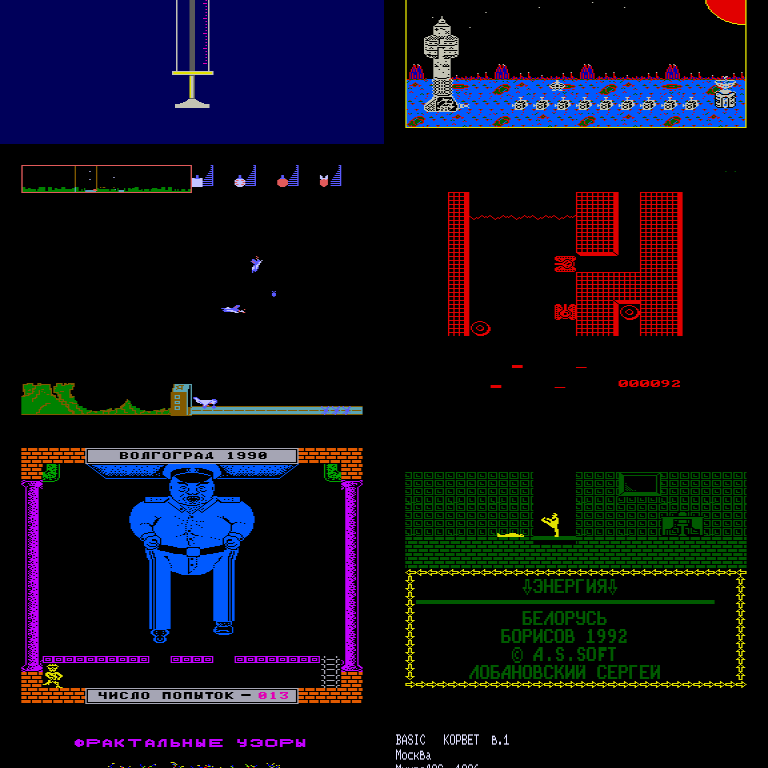 000092
ВОЛГОГРАД 1990
ЧИСЛО ПОПЫТОК – 013
↓ЭНЕРГИЯ↓
БЕЛОРУСЬ
БОРИСОВ 1992
© A.S.SOFT
ЛОБАНОВСКИЙ СЕРГЕЙ
ФРАКТАЛЬНЫЕ УЗОРЫ
BASIC КОРВЕТ в.1
Москва